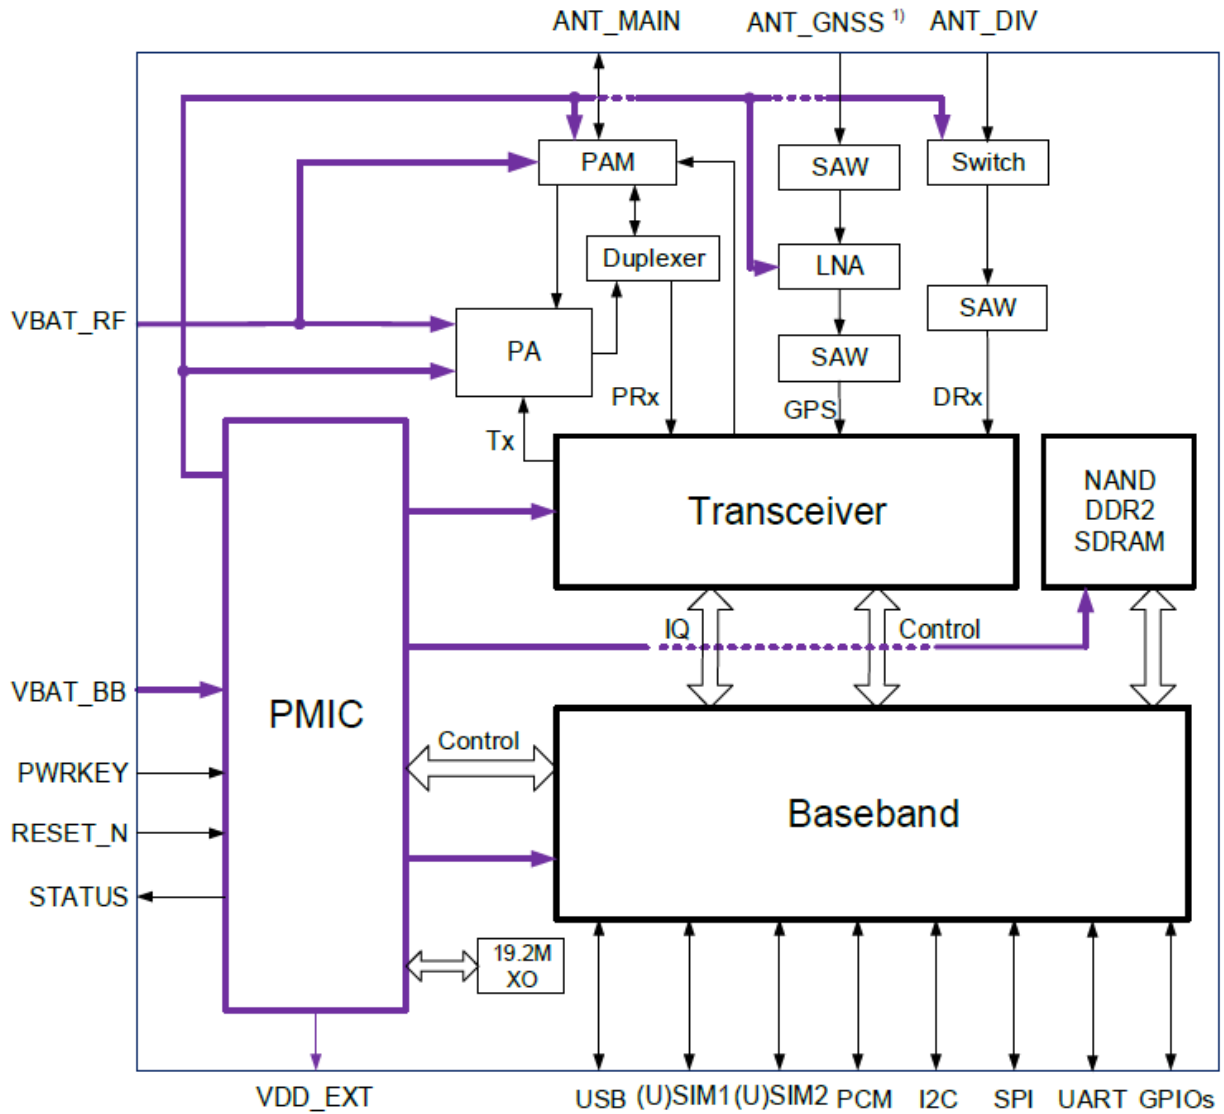 ANT_MAIN
ANT_GNSS 1)
ANT_DIV
PAM
SAW
Switch
Duplexer
LNA
VBAT_RF
PA
SAW
SAW
PRx
GPS
DRx
Tx
Transceiver
NAND
DDR2
SDRAM
IQ
Control
VBAT_BB
PMIC
Control
PWRKEY
Baseband
RESET_N
STATUS
19.2M
XO
VDD_EXT
USB
(U)SIM1
(U)SIM2
PCM
I2C
SPI
UART
GPIOs